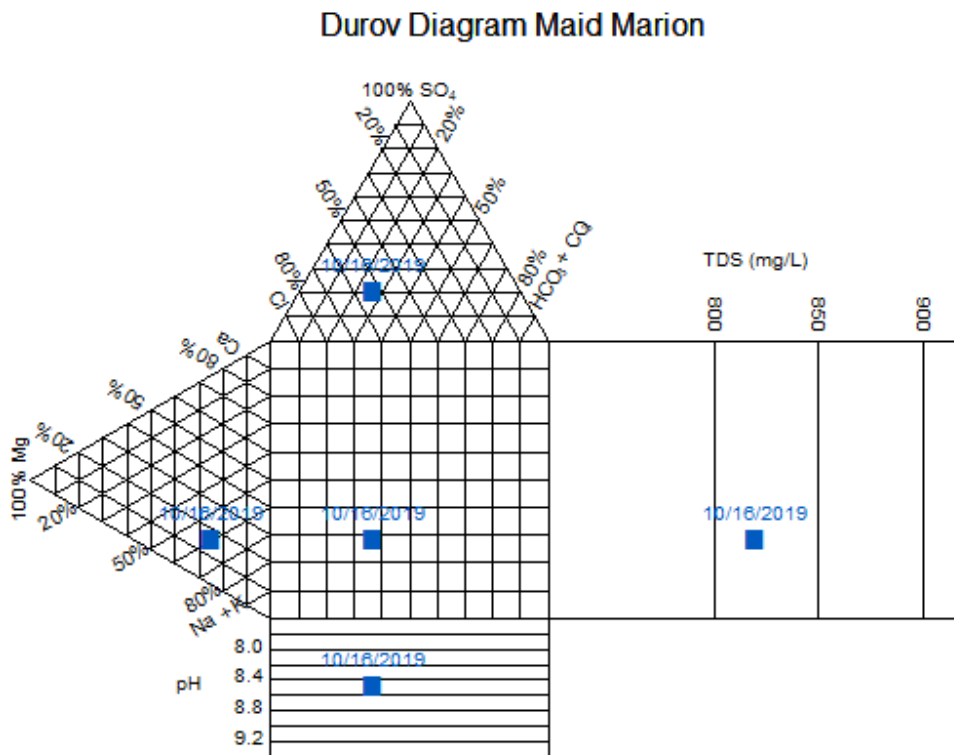 Durov Diagram Maid Marion
100% SO₄
20%
20%
50%
50%
80%
80%
Cl
HCO₃ + CO₃
10/16/2019
TDS (mg/L)
800
850
900
Ca
80%
50%
20%
100% Mg
20%
50%
80%
Na + K
10/16/2019
10/16/2019
10/16/2019
10/16/2019
pH
8.0
8.4
8.8
9.2